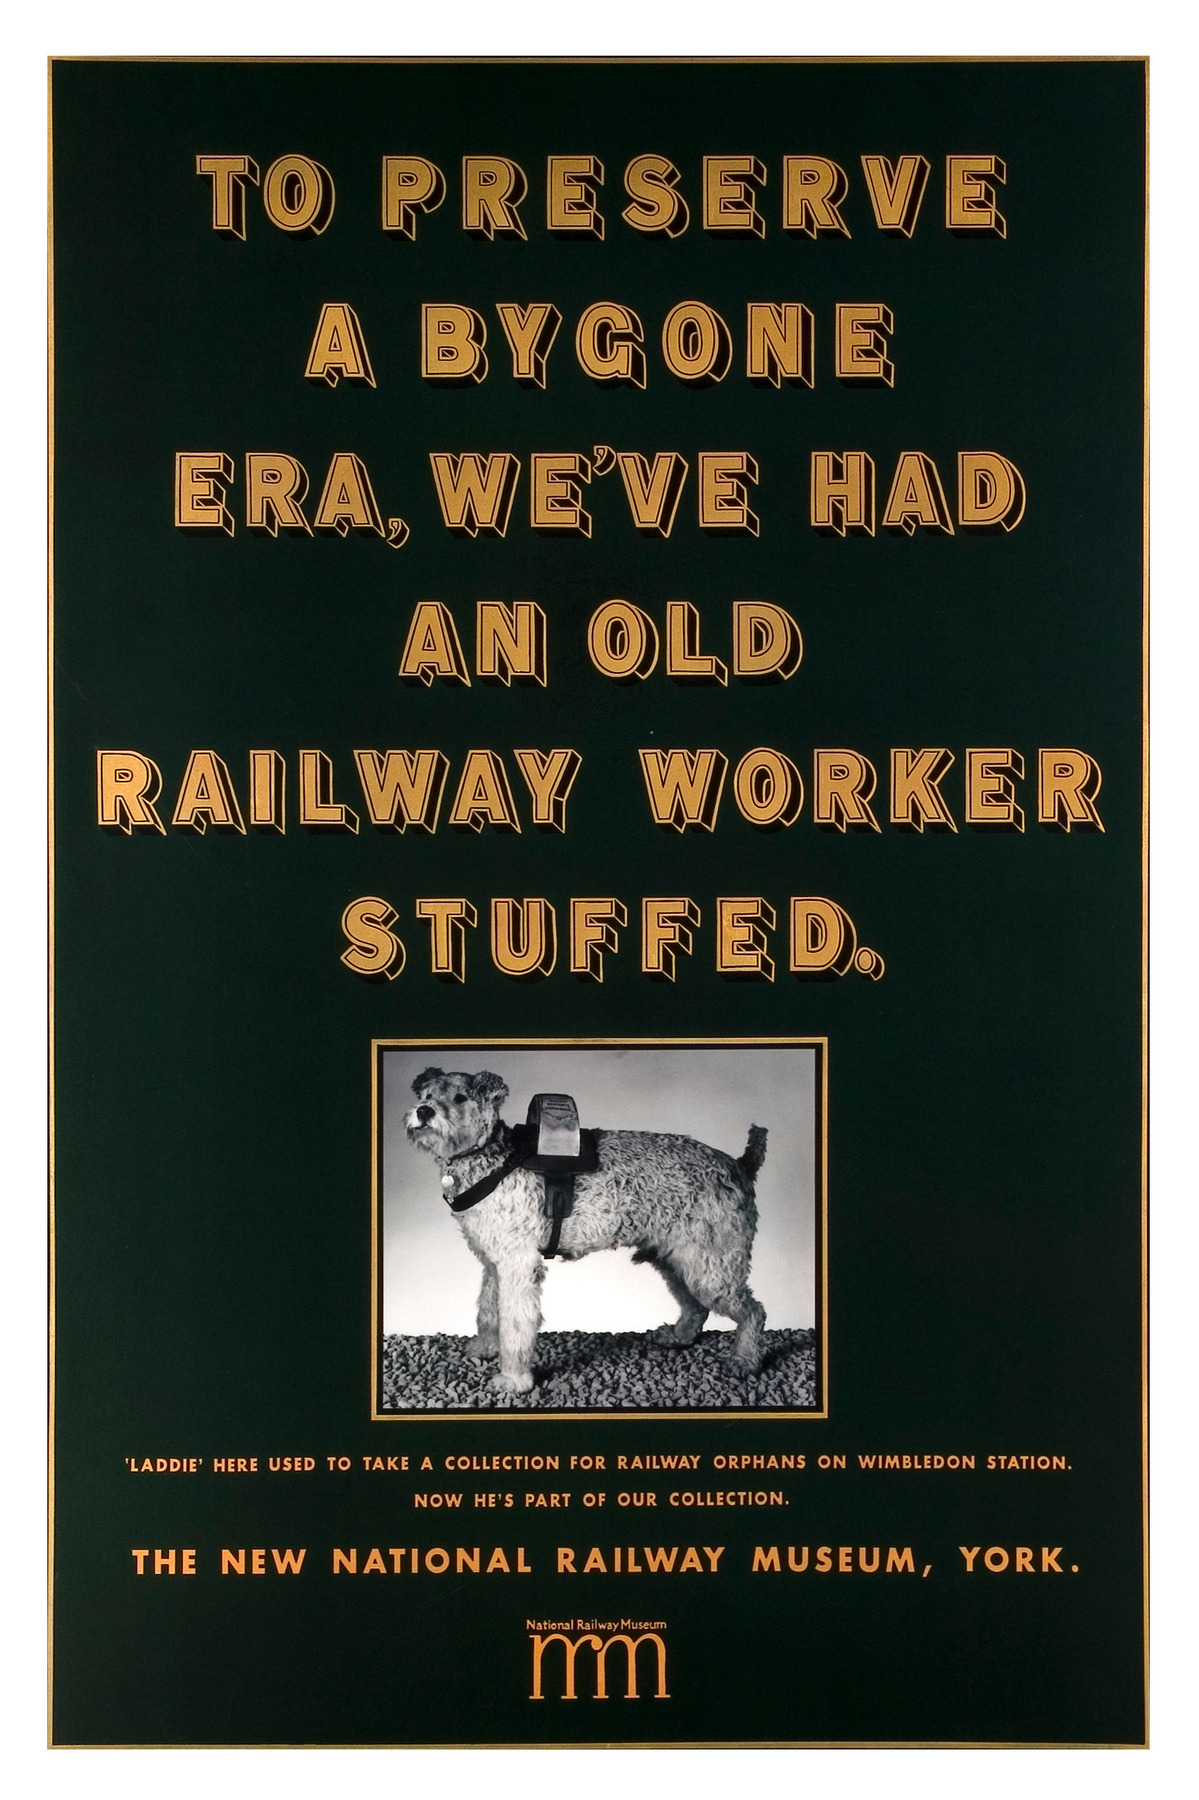 TO PRESERVE
A BYGONE
ERA, WE'VE HAD
AN OLD
RAILWAY WORKER
STUFFED.
'LADDIE' HERE USED TO TAKE A COLLECTION FOR RAILWAY ORPHANS ON WIMBLEDON STATION.
NOW HE'S PART OF OUR COLLECTION.
THE NEW NATIONAL RAILWAY MUSEUM, YORK.
National Railway Museum
nrm